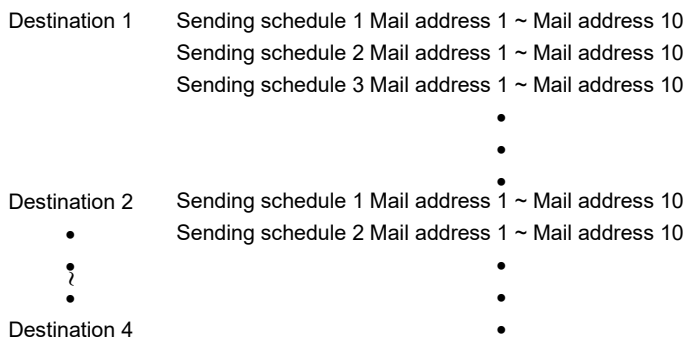 Destination 1 Sending schedule 1 Mail address 1 ~ Mail address 10
Sending schedule 2 Mail address 1 ~ Mail address 10
Sending schedule 3 Mail address 1 ~ Mail address 10
•
•
•
Destination 2 Sending schedule 1 Mail address 1 ~ Mail address 10
• Sending schedule 2 Mail address 1 ~ Mail address 10
• •
~
• •
Destination 4 •